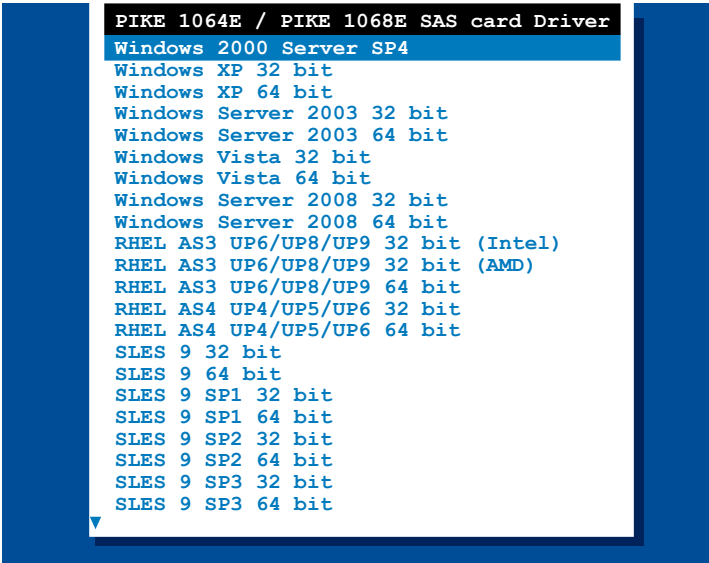 PIKE 1064E / PIKE 1068E SAS card Driver
Windows 2000 Server SP4
Windows XP 32 bit
Windows XP 64 bit
Windows Server 2003 32 bit
Windows Server 2003 64 bit
Windows Vista 32 bit
Windows Vista 64 bit
Windows Server 2008 32 bit
Windows Server 2008 64 bit
RHEL AS3 UP6/UP8/UP9 32 bit (Intel)
RHEL AS3 UP6/UP8/UP9 32 bit (AMD)
RHEL AS3 UP6/UP8/UP9 64 bit
RHEL AS4 UP4/UP5/UP6 32 bit
RHEL AS4 UP4/UP5/UP6 64 bit
SLES 9 32 bit
SLES 9 64 bit
SLES 9 SP1 32 bit
SLES 9 SP1 64 bit
SLES 9 SP2 32 bit
SLES 9 SP2 64 bit
SLES 9 SP3 32 bit
SLES 9 SP3 64 bit